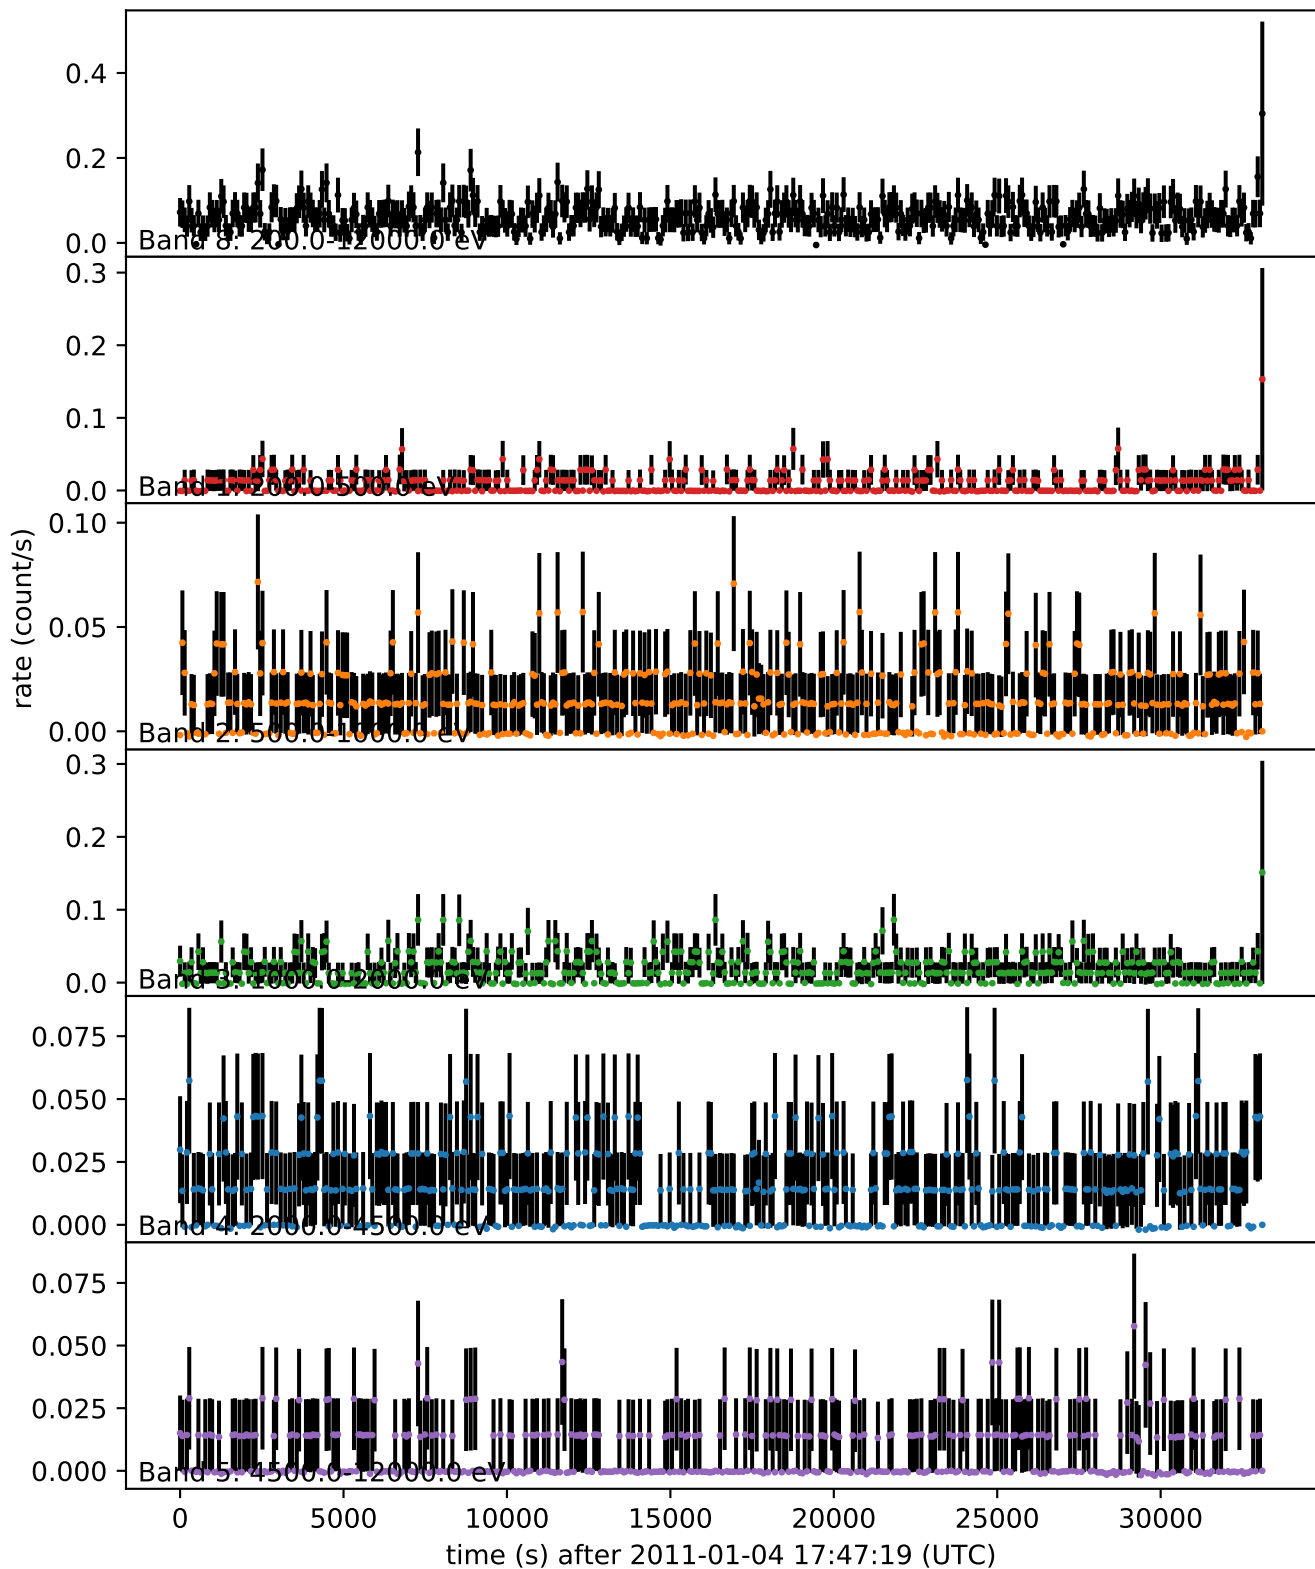 0.4
0.2
0.0
Band 8: 200.0-12000.0 eV
0.3
0.2
0.1
0.0
Band 1: 200.0-500.0 eV
rate (count/s)
0.10
0.05
0.00
Band 2: 500.0-1000.0 eV
0.3
0.2
0.1
0.0
Band 3: 1000.0-2000.0 eV
0.075
0.050
0.025
0.000
Band 4: 2000.0-4500.0 eV
0.075
0.050
0.025
0.000
Band 5: 4500.0-12000.0 eV
0 5000 10000 15000 20000 25000 30000
time (s) after 2011-01-04 17:47:19 (UTC)